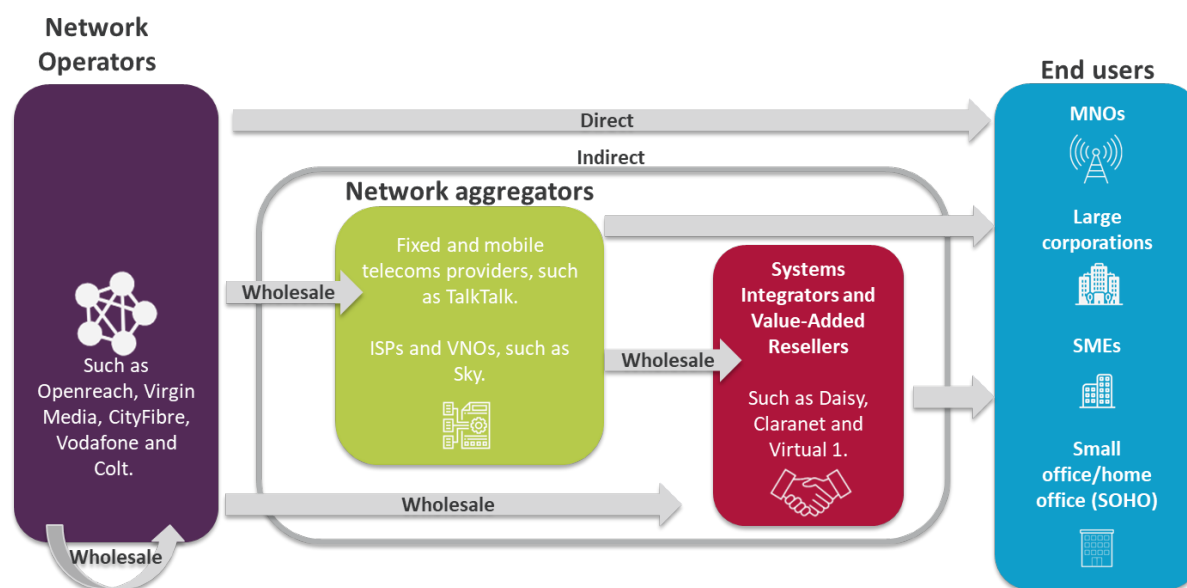 Network
Operators
Such as
Openreach, Virgin
Media, CityFibre,
Vodafone and
Colt.
Wholesale
Direct
Indirect
Network aggregators
Wholesale
Fixed and mobile
telecoms providers, such
as TalkTalk.
ISPs and VNOs, such as
Sky.
Wholesale
Wholesale
Systems
Integrators and
Value-Added
Resellers
Such as Daisy,
Claranet and
Virtual 1.
End users
MNOs
Large
corporations
SMEs
Small
office/home
office (SOHO)